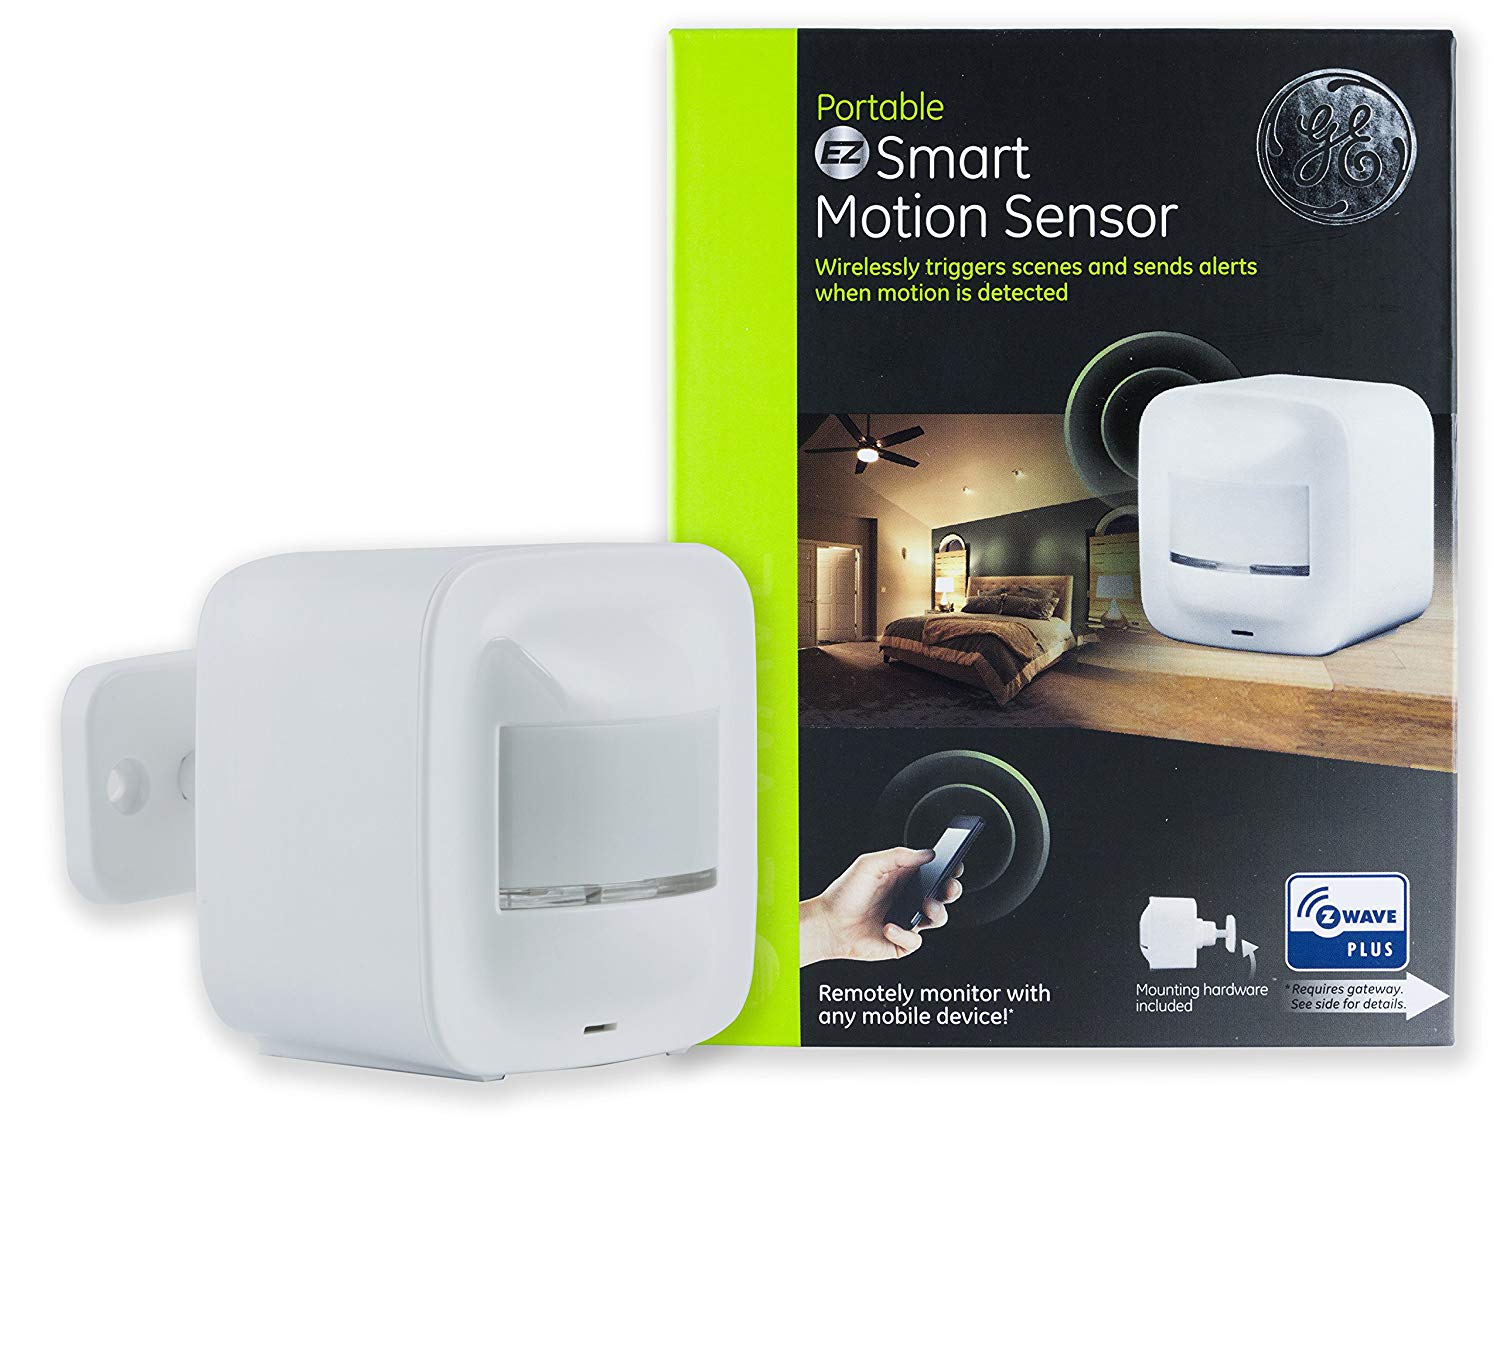 Portable
EZ Smart
Motion Sensor
Wirelessly triggers scenes and sends alerts
when motion is detected
GE
Remotely monitor with
any mobile device!*
Mounting hardware
included
Z WAVE
PLUS
*Requires gateway.
See side for details.